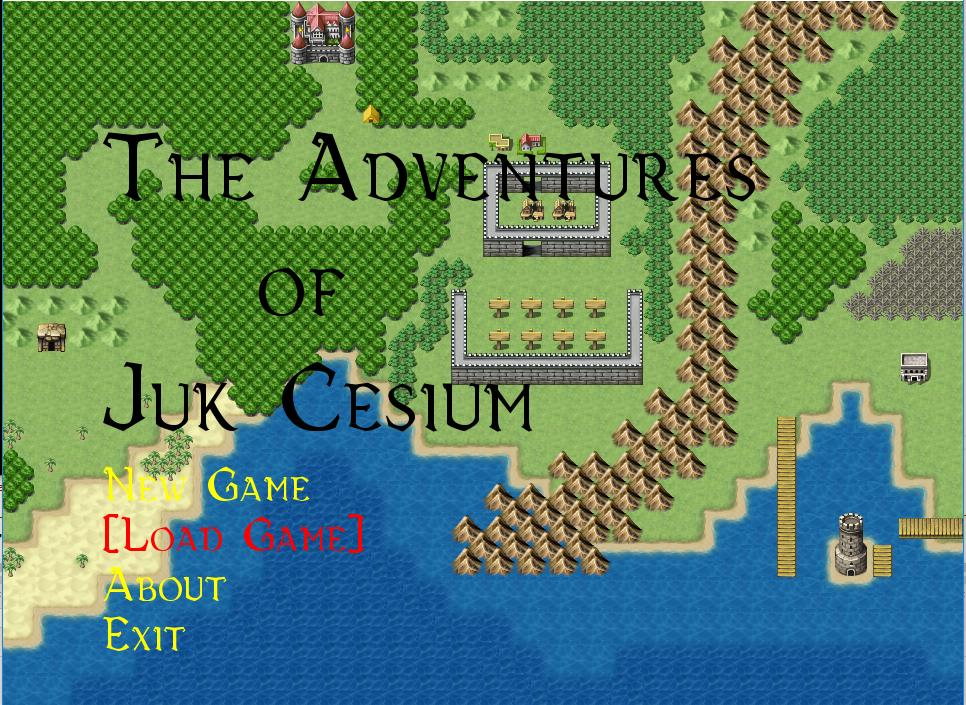 The Adventures
of
Juk Cesium
New Game
[Load Game]
About
Exit